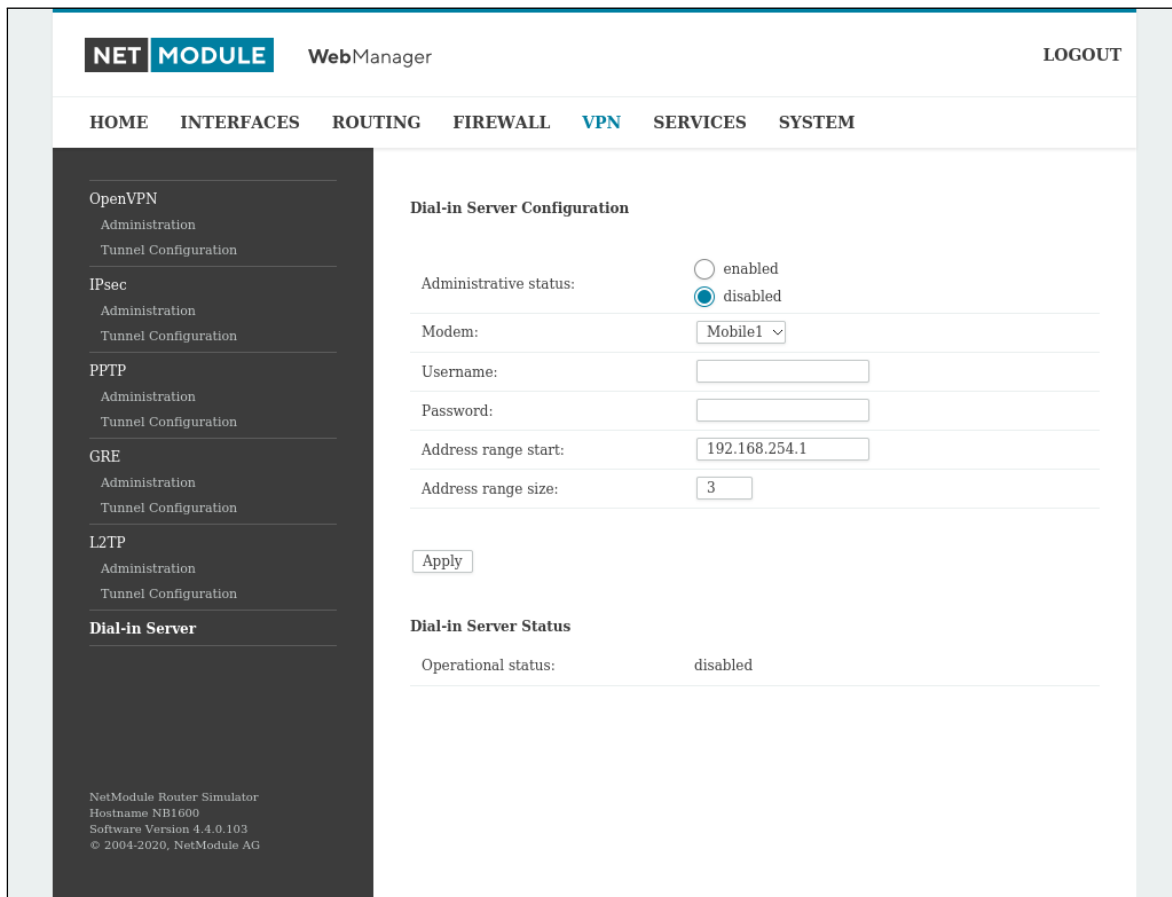 NET MODULE WebManager LOGOUT
HOME INTERFACES ROUTING FIREWALL VPN SERVICES SYSTEM
OpenVPN
Administration
Tunnel Configuration
IPsec
Administration
Tunnel Configuration
PPTP
Administration
Tunnel Configuration
GRE
Administration
Tunnel Configuration
L2TP
Administration
Tunnel Configuration
Dial-in Server
NetModule Router Simulator
Hostname NB1600
Software Version 4.4.0.103
© 2004-2020, NetModule AG
Dial-in Server Configuration
Administrative status:
enabled
disabled
Modem: Mobile1
Username:
Password:
Address range start: 192.168.254.1
Address range size: 3
Apply
Dial-in Server Status
Operational status: disabled